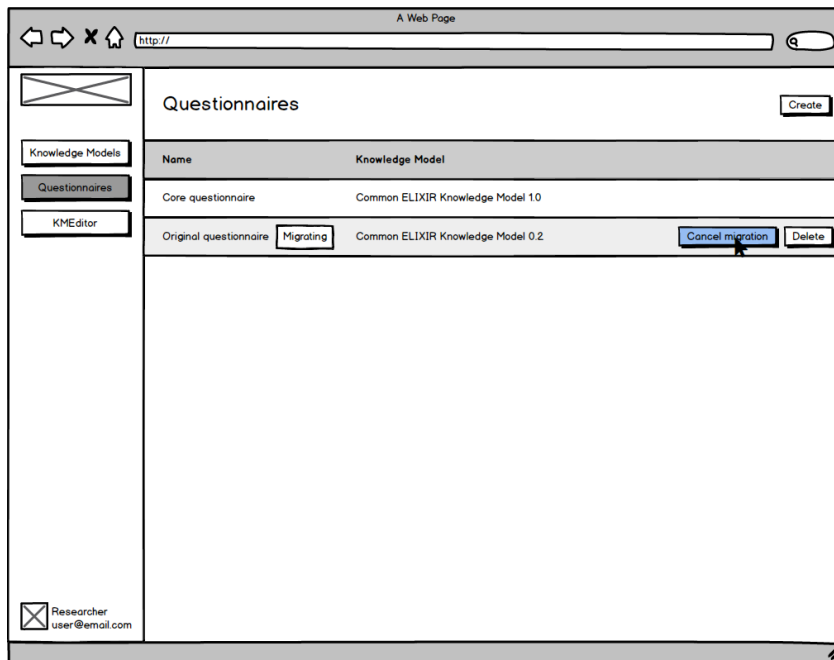 A Web Page
http://
Questionnaires
Create
Knowledge Models
Questionnaires
KMEditor
Name Knowledge Model
Core questionnaire Common ELIXIR Knowledge Model 1.0
Original questionnaire Migrating Common ELIXIR Knowledge Model 0.2 Cancel migration Delete
Researcher
user@email.com